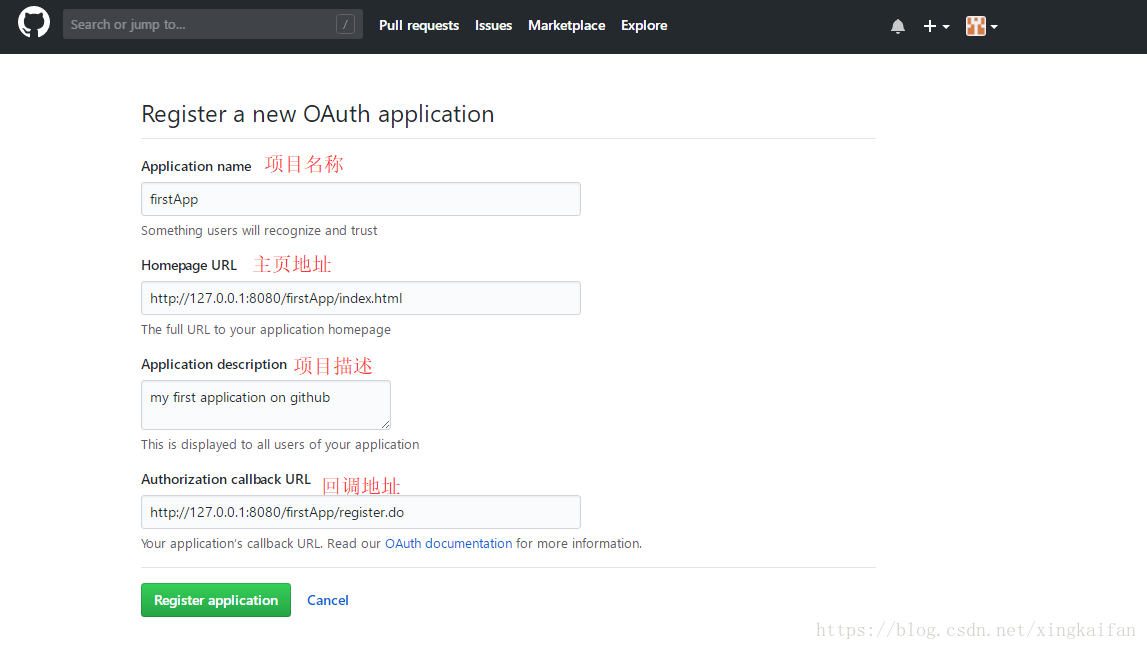 Search or jump to... /
Pull requests Issues Marketplace Explore
Register a new OAuth application
Application name 项目名称
firstApp
Something users will recognize and trust
Homepage URL 主页地址
http://127.0.0.1:8080/firstApp/index.html
The full URL to your application homepage
Application description 项目描述
my first application on github
This is displayed to all users of your application
Authorization callback URL 回调地址
http://127.0.0.1:8080/firstApp/register.do
Your application's callback URL. Read our OAuth documentation for more information.
Register application Cancel
https://blog.csdn.net/xingkaifan